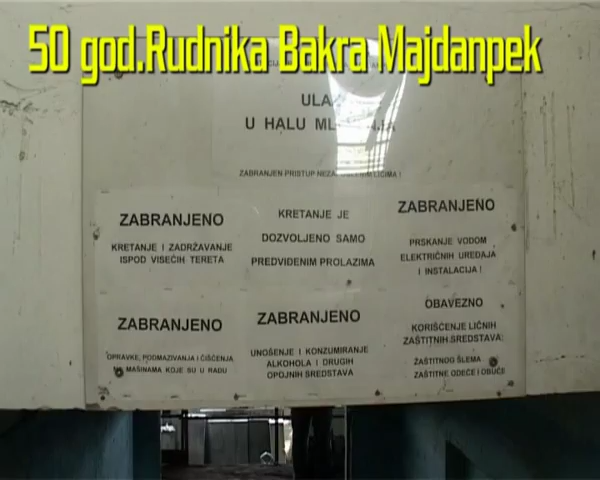 50 god.Rudnika Bakra Majdanpek
U HALU
ZABRANJEN PRISTUP
ZABRANJENO
KRETANJE I ZADRŽAVANJE
ISPOD VISEĆIH TERETA
KRETANJE JE
DOZVOLJENO SAMO
PREDVIĐENIM PROLAZIMA
ZABRANJENO
PRSKANJE VODOM
ELEKTRIČNIH UREĐAJA
I INSTALACIJA !
ZABRANJENO
OPRAVKE, PODMAZIVANJA I ČIŠĆENJA
MAŠINAMA KOJE SU U RADU
ZABRANJENO
UNOŠENJE I KONZUMIRANJE
ALKOHOLA I DRUGIH
OPOJNIH SREDSTAVA
OBAVEZNO
KORIŠĆENJE LIČNIH
ZAŠTITNIH SREDSTAVA:
ZAŠTITNOG ŠLEMA
ZAŠTITNE ODEĆE I OBUĆE